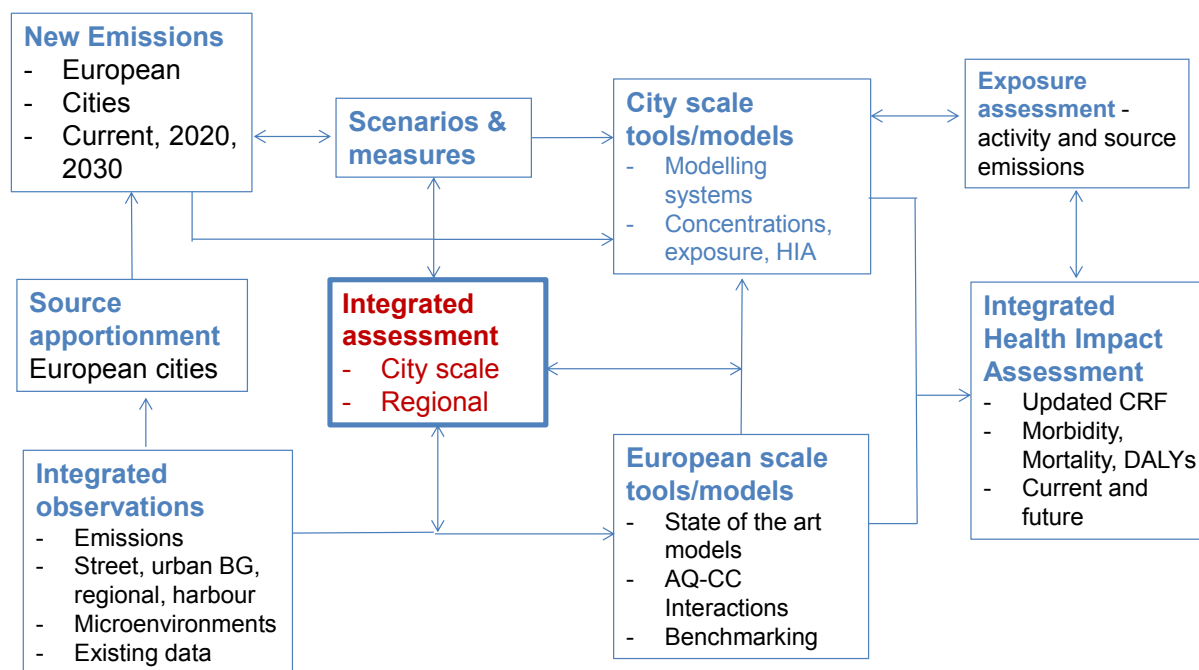 New Emissions
- European
- Cities
- Current, 2020,
2030
Scenarios &
measures
City scale
tools/models
- Modelling
systems
- Concentrations,
exposure, HIA
Exposure
assessment -
activity and source
emissions
Source
apportionment
European cities
Integrated
assessment
- City scale
- Regional
Integrated
Health Impact
Assessment
- Updated CRF
- Morbidity,
Mortality, DALYs
- Current and
future
Integrated
observations
- Emissions
- Street, urban BG,
regional, harbour
- Microenvironments
- Existing data
European scale
tools/models
- State of the art
models
- AQ-CC
Interactions
- Benchmarking